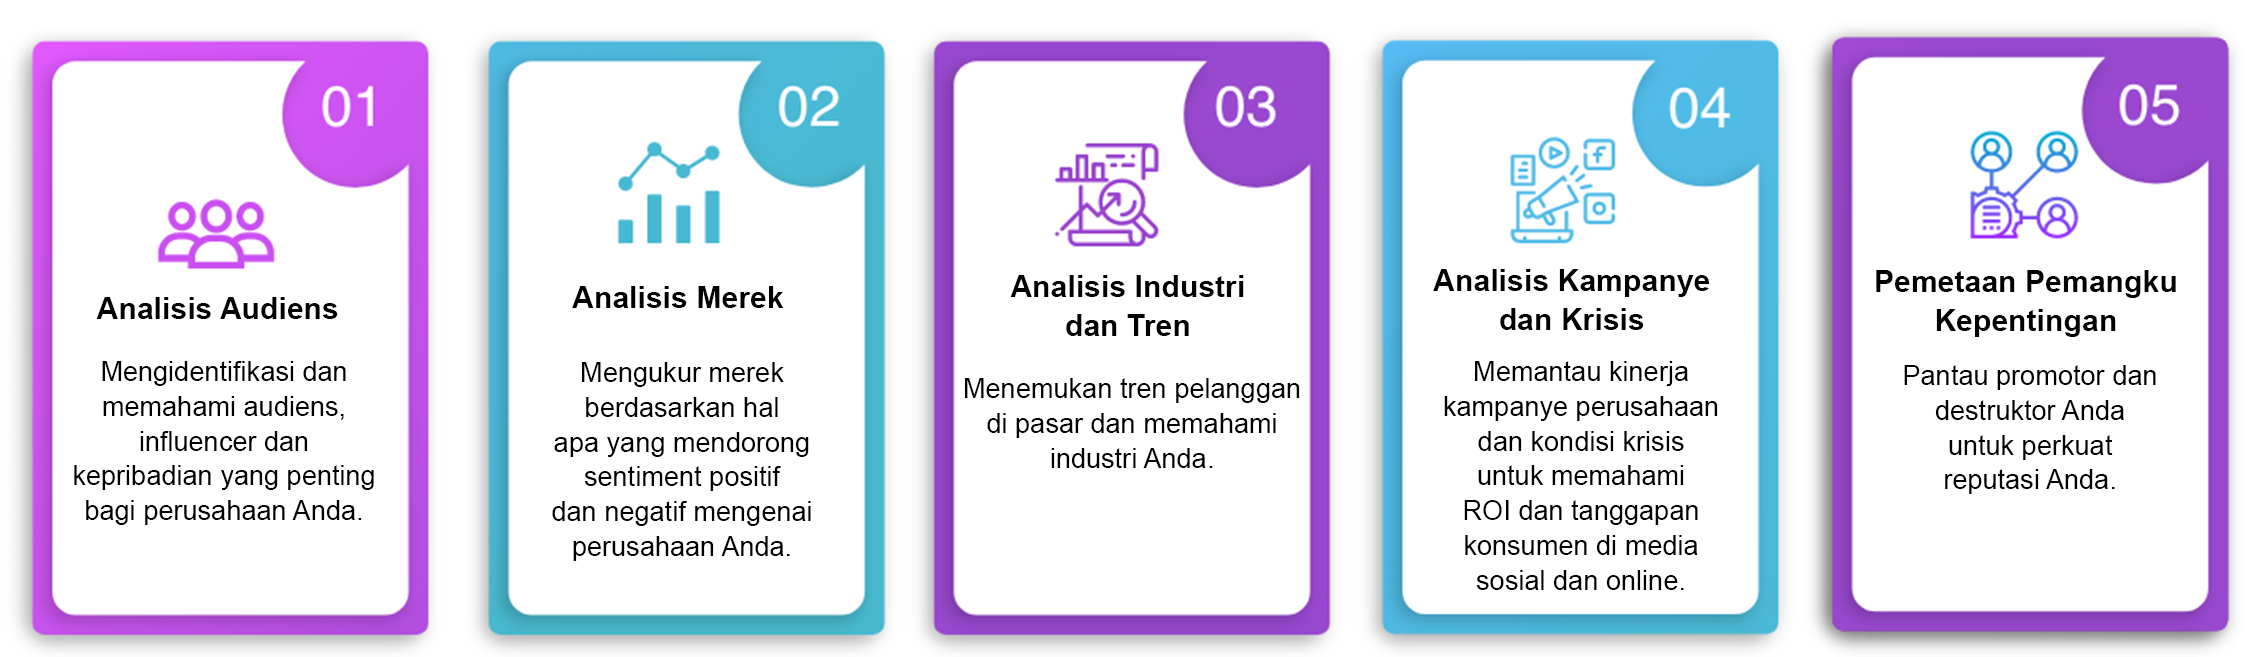 01
Analisis Audiens
Mengidentifikasi dan
memahami audiens,
influencer dan
kepribadian yang penting
bagi perusahaan Anda.
02
Analisis Merek
Mengukur merek
berdasarkan hal
apa yang mendorong
sentiment positif
dan negatif mengenai
perusahaan Anda.
03
Analisis Industri
dan Tren
Menemukan tren pelanggan
di pasar dan memahami
industri Anda.
04
Analisis Kampanye
dan Krisis
Memantau kinerja
kampanye perusahaan
dan kondisi krisis
untuk memahami
ROI dan tanggapan
konsumen di media
sosial dan online.
05
Pemetaan Pemangku
Kepentingan
Pantau promotor dan
destruktor Anda
untuk perkuat
reputasi Anda.